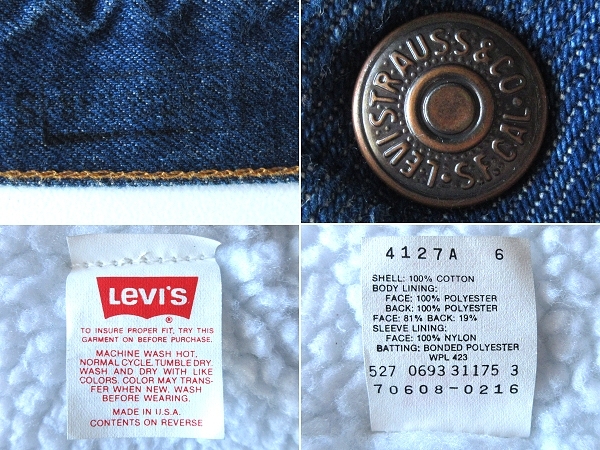 LEVI STRAUSS & CO
S.F. CAL.
LEVI'S
®
TO INSURE PROPER FIT, TRY THIS
GARMENT ON BEFORE PURCHASE.
MACHINE WASH HOT,
NORMAL CYCLE. TUMBLE DRY.
WASH AND DRY WITH LIKE
COLORS. COLOR MAY TRANS-
FER WHEN NEW, WASH
BEFORE WEARING.
MADE IN U.S.A.
CONTENTS ON REVERSE
4127A 6
SHELL: 100% COTTON
BODY LINING:
FACE: 100% POLYESTER
BACK: 100% POLYESTER
FACE: 81% BACK: 19%
SLEEVE LINING:
FACE: 100% NYLON
BATTING: BONDED POLYESTER
WPL 423
527 0693 31175 3
70608-0216